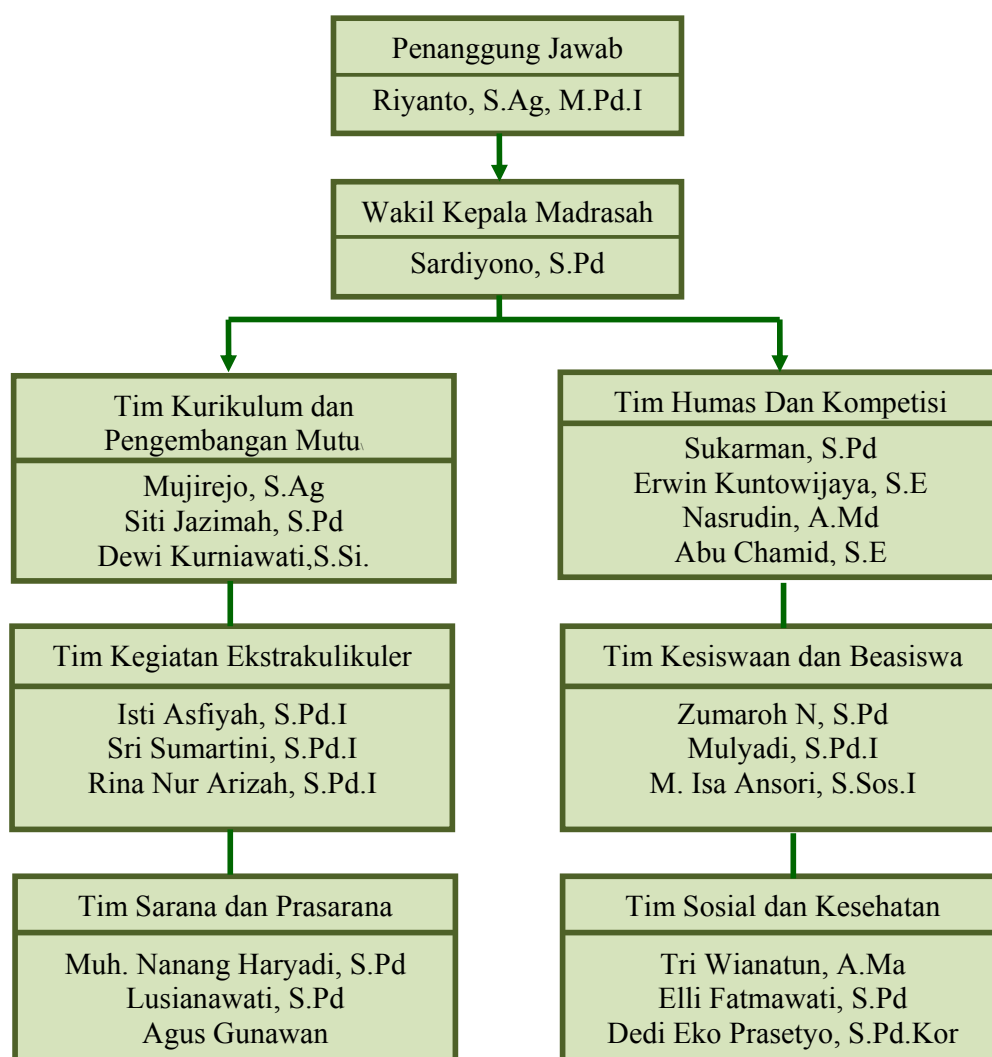 Penanggung Jawab
Riyanto, S.Ag, M.Pd.I
Wakil Kepala Madrasah
Sardiyono, S.Pd
Tim Kurikulum dan
Pengembangan Mutu
Mujirejo, S.Ag
Siti Jazimah, S.Pd
Dewi Kurniawati,S.Si.
Tim Humas Dan Kompetisi
Sukarman, S.Pd
Erwin Kuntowijaya, S.E
Nasrudin, A.Md
Abu Chamid, S.E
Tim Kegiatan Ekstrakulikuler
Isti Asfiyah, S.Pd.I
Sri Sumartini, S.Pd.I
Rina Nur Arizah, S.Pd.I
Tim Kesiswaan dan Beasiswa
Zumaroh N, S.Pd
Mulyadi, S.Pd.I
M. Isa Ansori, S.Sos.I
Tim Sarana dan Prasarana
Muh. Nanang Haryadi, S.Pd
Lusianawati, S.Pd
Agus Gunawan
Tim Sosial dan Kesehatan
Tri Wianatun, A.Ma
Elli Fatmawati, S.Pd
Dedi Eko Prasetyo, S.Pd.Kor